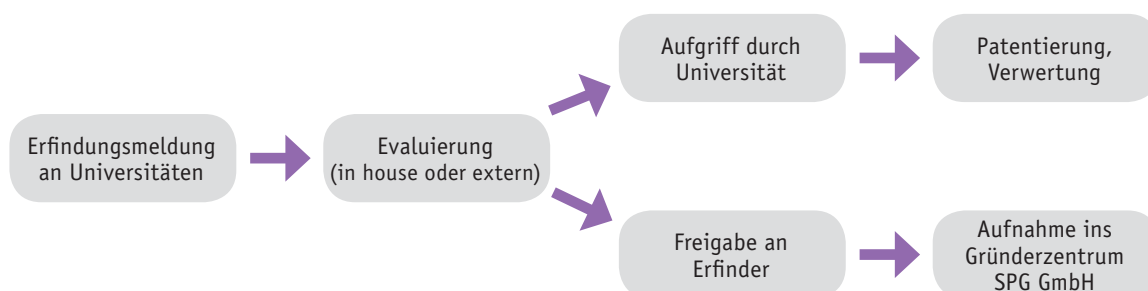 Erfindungsmeldung
an Universitäten
Evaluierung
(in house oder extern)
Aufgriff durch
Universität
Patentierung,
Verwertung
Freigabe an
Erfinder
Aufnahme ins
Gründerzentrum
SPG GmbH